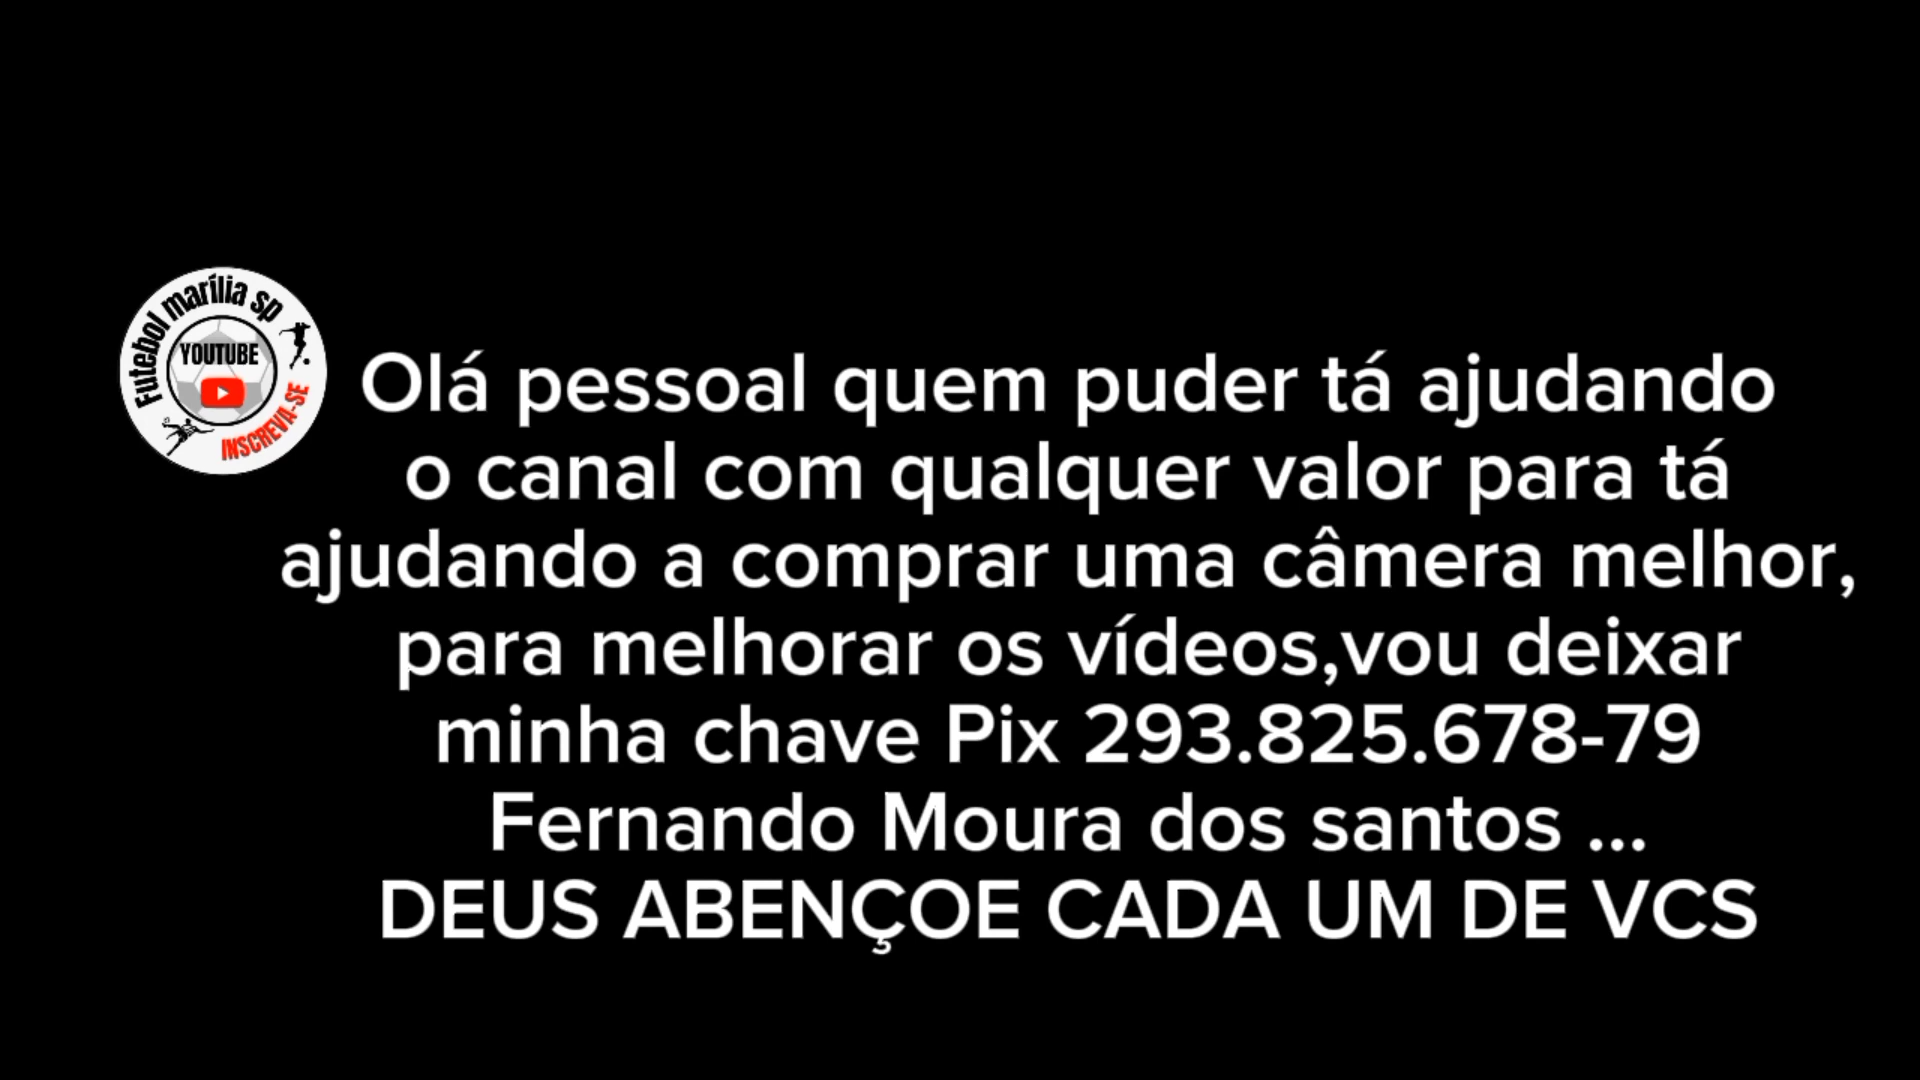 Futebol marília sp
YOUTUBE
INSCREVA-SE
Olá pessoal quem puder tá ajudando
o canal com qualquer valor para tá
ajudando a comprar uma câmera melhor,
para melhorar os vídeos,vou deixar
minha chave Pix 293.825.678-79
Fernando Moura dos santos ...
DEUS ABENÇOE CADA UM DE VCS